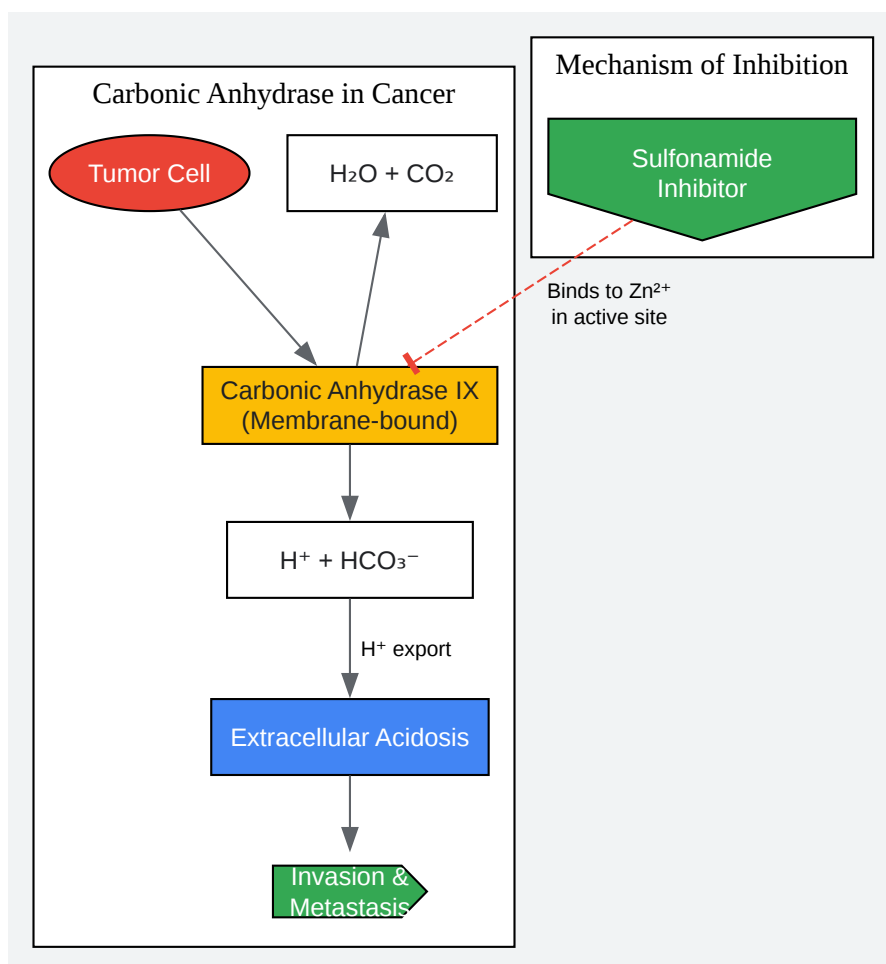 Carbonic Anhydrase in Cancer
Tumor Cell
H₂O + CO₂
Mechanism of Inhibition
Sulfonamide
Inhibitor
Binds to Zn²⁺
in active site
Carbonic Anhydrase IX
(Membrane-bound)
H⁺ + HCO₃⁻
H⁺ export
Extracellular Acidosis
Invasion &
Metastasis